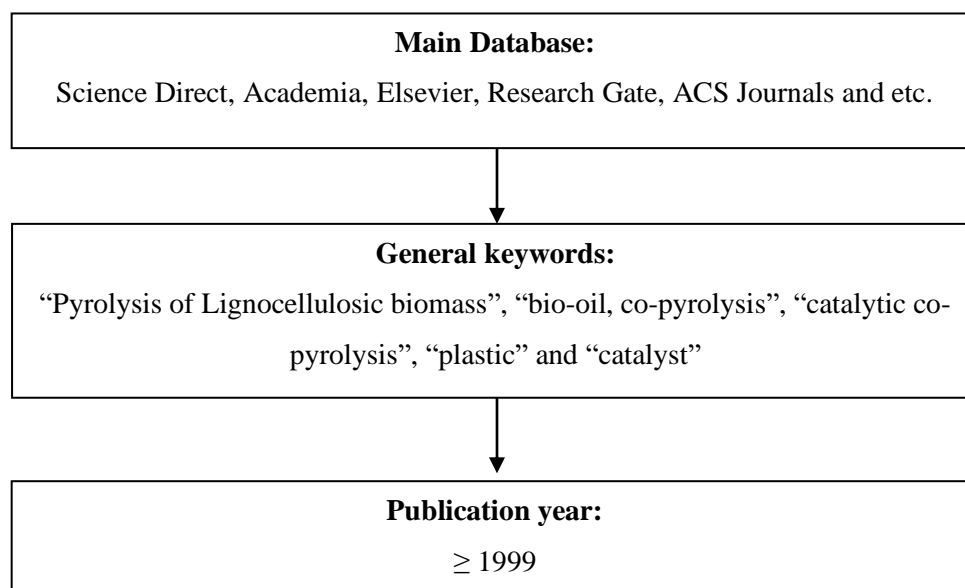 Main Database:
Science Direct, Academia, Elsevier, Research Gate, ACS Journals and etc.
General keywords:
“Pyrolysis of Lignocellulosic biomass”, “bio-oil, co-pyrolysis”, “catalytic co-
pyrolysis”, “plastic” and “catalyst”
Publication year:
≥ 1999